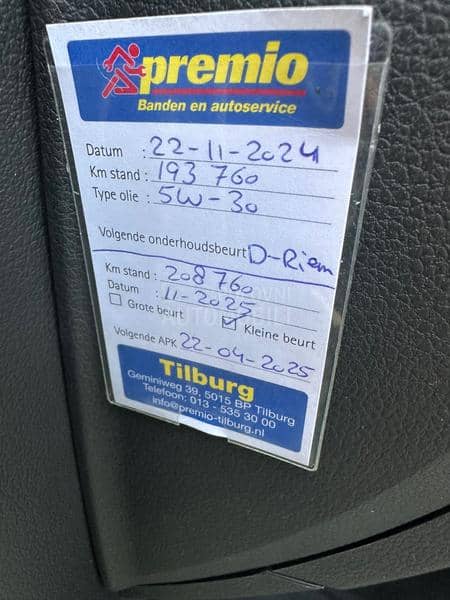 premio
Banden en autoservice
Datum : 22-11-2024
Km stand : 193 760
Type olie : 5W-30
Volgende onderhoudsbeurt D-Riem
Km stand : 208 760
Datum : 11-2025
Grote beurt Kleine beurt
Volgende APK 22-04-2025
Tilburg
Geminiweg 39, 5015 BP Tilburg
Telefoon: 013 - 535 30 00
info@premio-tilburg.nl